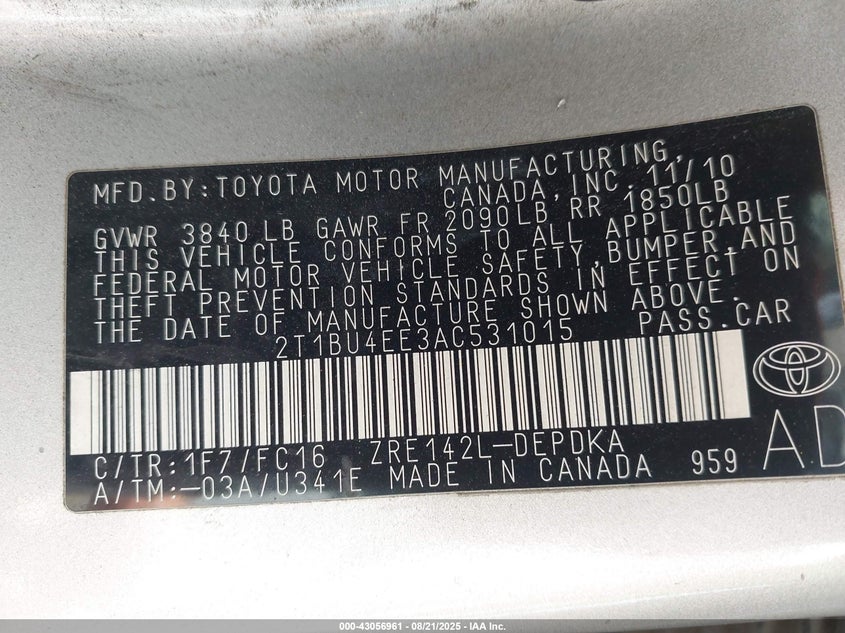 MFD.BY:TOYOTA MOTOR MANUFACTURING,
CANADA,INC. 11/10
GVWR 3840 LB GAWR FR 2090LB RR 1850LB
THIS VEHICLE CONFORMS TO ALL APPLICABLE
FEDERAL MOTOR VEHICLE SAFETY,BUMPER,AND
THEFT PREVENTION STANDARDS IN EFFECT ON
THE DATE OF MANUFACTURE SHOWN ABOVE.
2T1BU4EE3AC531015 PASS.CAR
C/TR:1F7/FC16 ZRE142L-DEPDKA
A/TM:-03A/U341E MADE IN CANADA 959 A.D
000-43056961 - 08/21/2025 - IAA Inc.